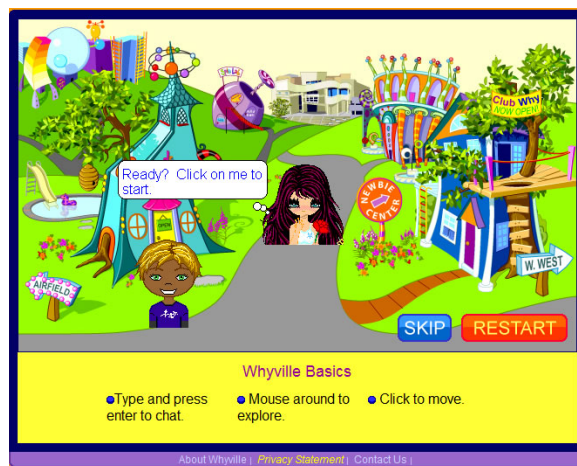 Club Why
NOW OPEN!
Ready? Click on me to
start.
NEWBIE
CENTER
OPEN
AIRFIELD
W. WEST
SKIP
RESTART
Whyville Basics
Type and press
enter to chat.
Mouse around to
explore.
Click to move.
About Whyville | Privacy Statement | Contact Us |